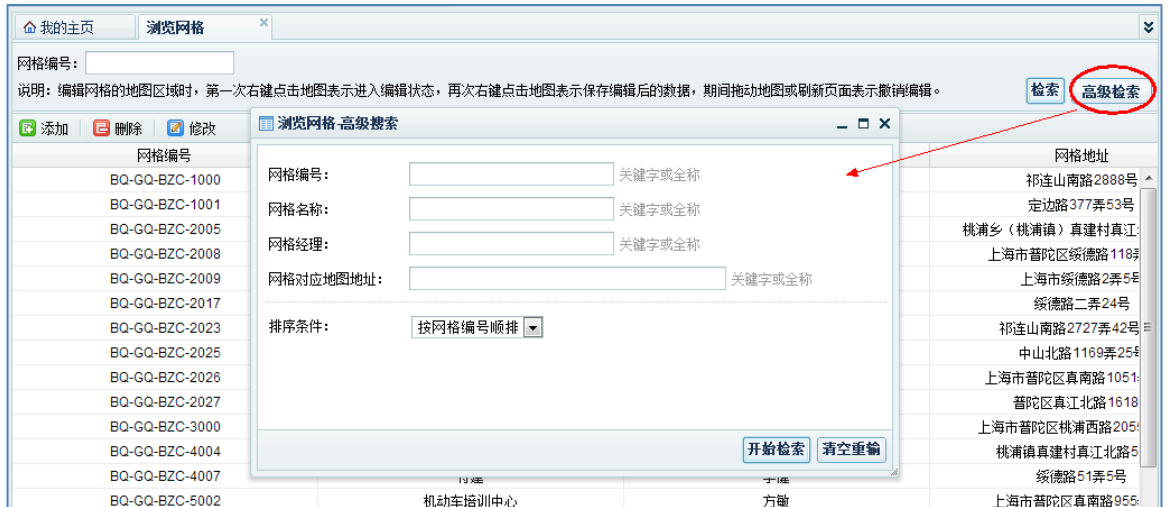 我的主页 浏览网格
网格编号：
说明：编辑网格的地图区域时，第一次右键点击地图表示进入编辑状态，再次右键点击地图表示保存编辑后的数据，期间拖动地图或刷新页面表示撤销编辑。 检索 高级检索
添加 删除 修改
网格编号 网格地址
浏览网格-高级搜索
网格编号： 关键字或全称
网格名称： 关键字或全称
网格经理： 关键字或全称
网格对应地图地址： 关键字或全称
排序条件： 按网格编号顺排
开始检索 清空重输
BQ-GQ-BZC-1000 祁连山南路2888号
BQ-GQ-BZC-1001 定边路377弄53号
BQ-GQ-BZC-2005 桃浦乡（桃浦镇）真建村真江
BQ-GQ-BZC-2008 上海市普陀区绥德路118弄
BQ-GQ-BZC-2009 上海市绥德路2弄5号
BQ-GQ-BZC-2017 绥德路二弄24号
BQ-GQ-BZC-2023 祁连山南路2727弄42号
BQ-GQ-BZC-2025 中山北路1169弄25号
BQ-GQ-BZC-2026 上海市普陀区真南路1051
BQ-GQ-BZC-2027 普陀区真江北路1618
BQ-GQ-BZC-3000 上海市普陀区桃浦西路205
BQ-GQ-BZC-4004 桃浦镇真建村真江北路5
BQ-GQ-BZC-4007 绥德路51弄5号
BQ-GQ-BZC-5002 机动车培训中心 方敏 上海市普陀区真南路955